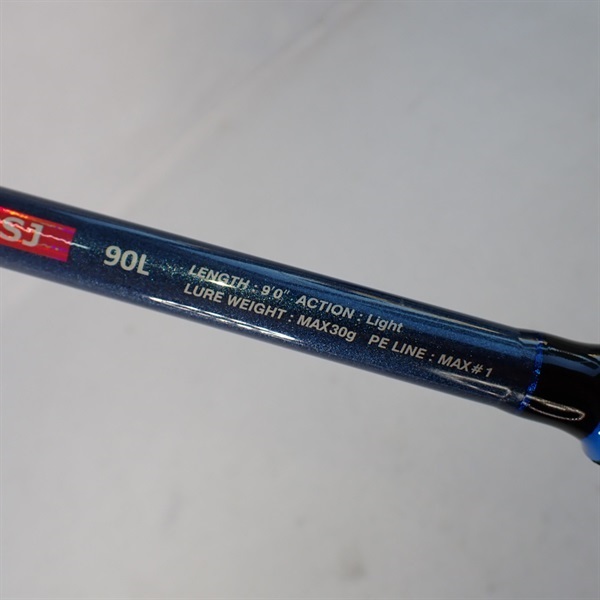 SJ
90L
LENGTH : 9'0" ACTION : Light
LURE WEIGHT : MAX30g PE LINE : MAX#1